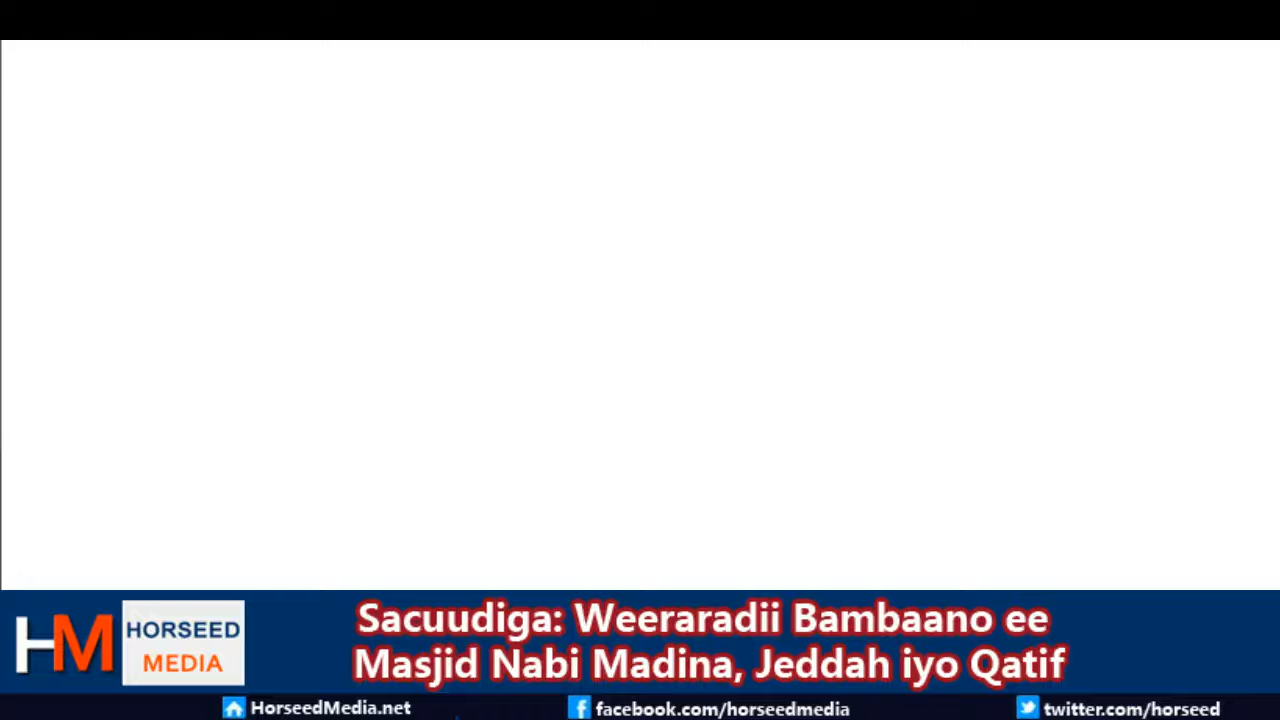 HM HORSEED
MEDIA
Sacuudiga: Weeraradii Bambaano ee
Masjid Nabi Madina, Jeddah iyo Qatif
HorseedMedia.net
facebook.com/horseedmedia
twitter.com/horseed